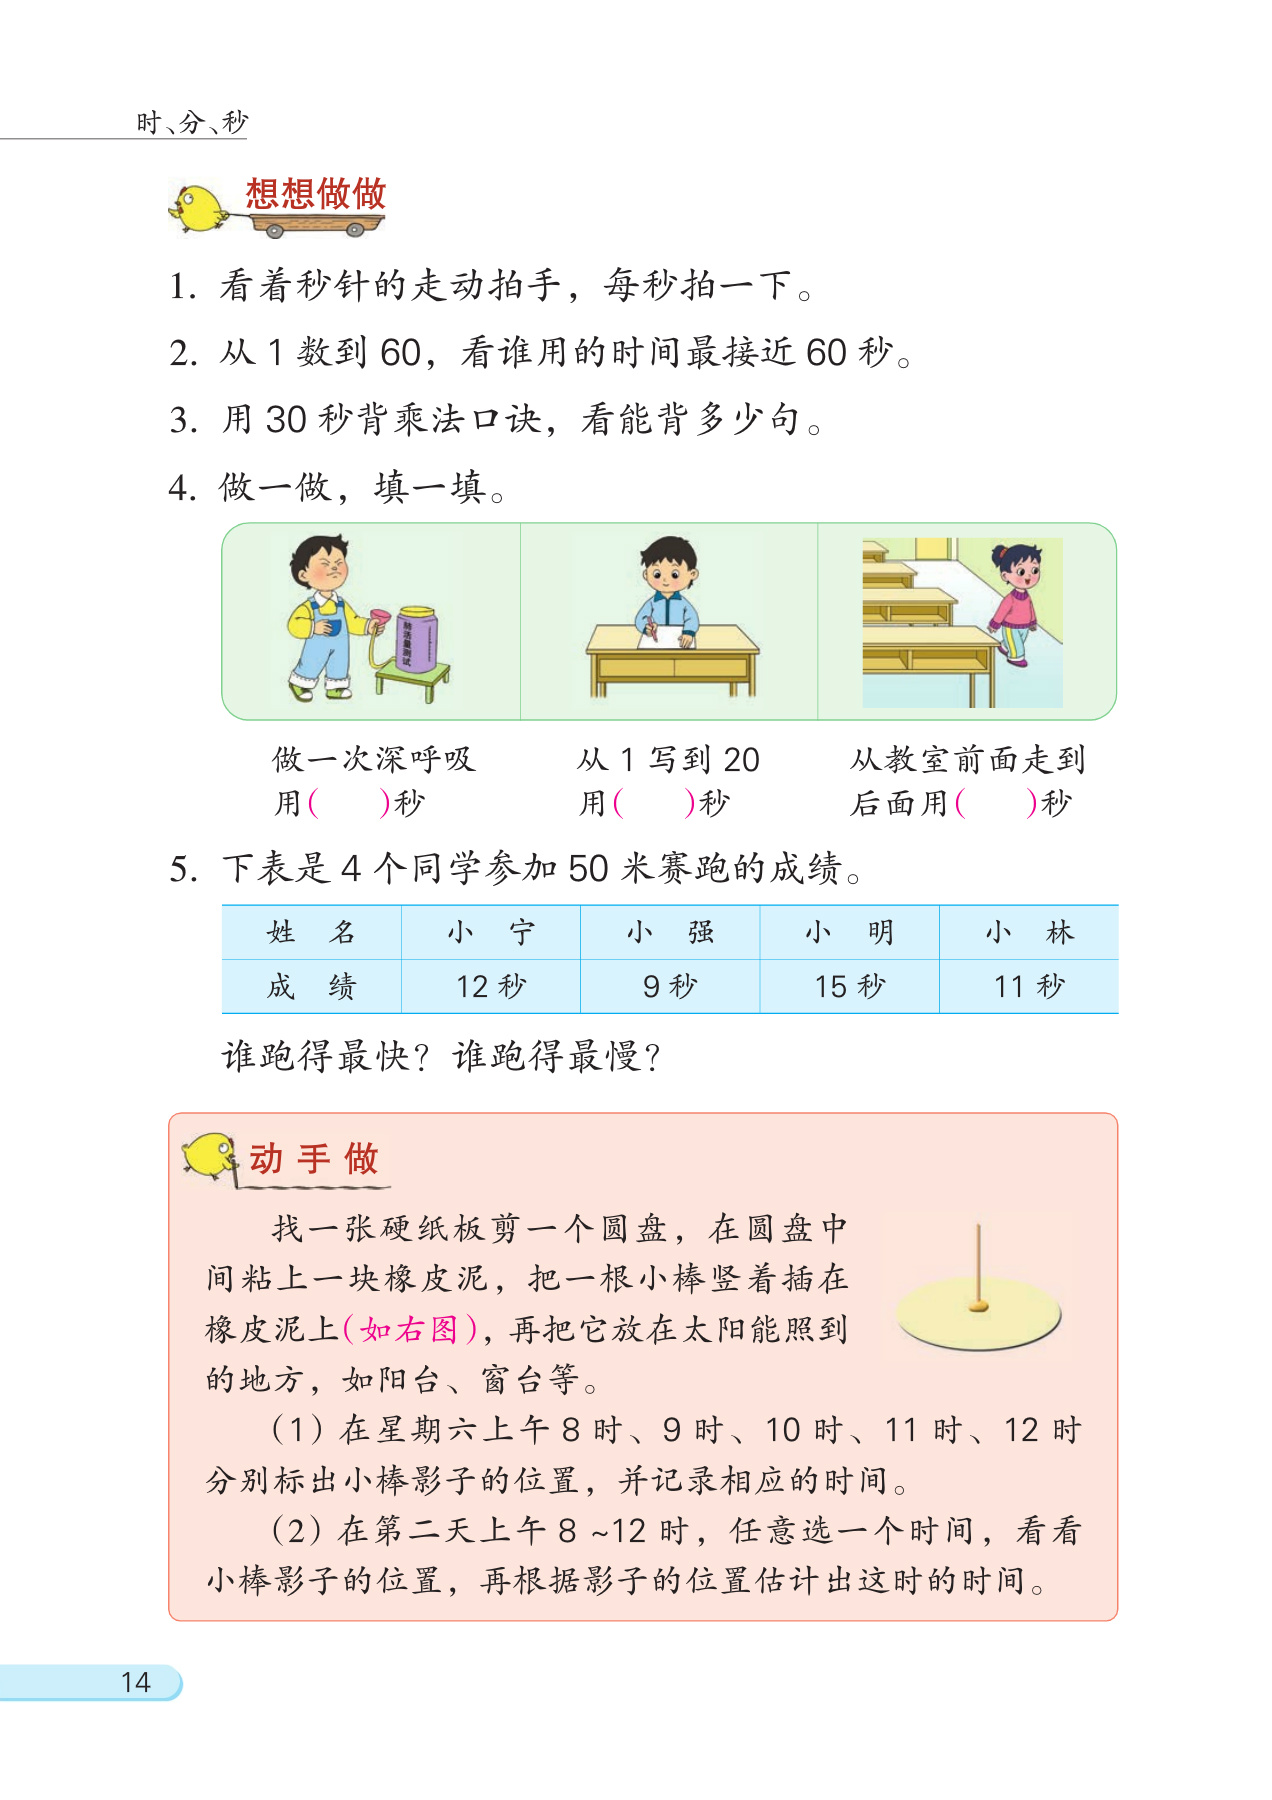 时、分、秒
想想做做
1. 看着秒针的走动拍手，每秒拍一下。
2. 从 1 数到 60，看谁用的时间最接近 60 秒。
3. 用 30 秒背乘法口诀，看能背多少句。
4. 做一做，填一填。
肺活量测试
做一次深呼吸
用(　　)秒
从 1 写到 20
用(　　)秒
从教室前面走到
后面用(　　)秒
5. 下表是 4 个同学参加 50 米赛跑的成绩。
姓 名 小 宁 小 强 小 明 小 林
成 绩 12 秒 9 秒 15 秒 11 秒
谁跑得最快？谁跑得最慢？
动手做
找一张硬纸板剪一个圆盘，在圆盘中
间粘上一块橡皮泥，把一根小棒竖着插在
橡皮泥上(如右图)，再把它放在太阳能照到
的地方，如阳台、窗台等。
（1）在星期六上午 8 时、9 时、10 时、11 时、12 时
分别标出小棒影子的位置，并记录相应的时间。
（2）在第二天上午 8 ~12 时，任意选一个时间，看看
小棒影子的位置，再根据影子的位置估计出这时的时间。
14